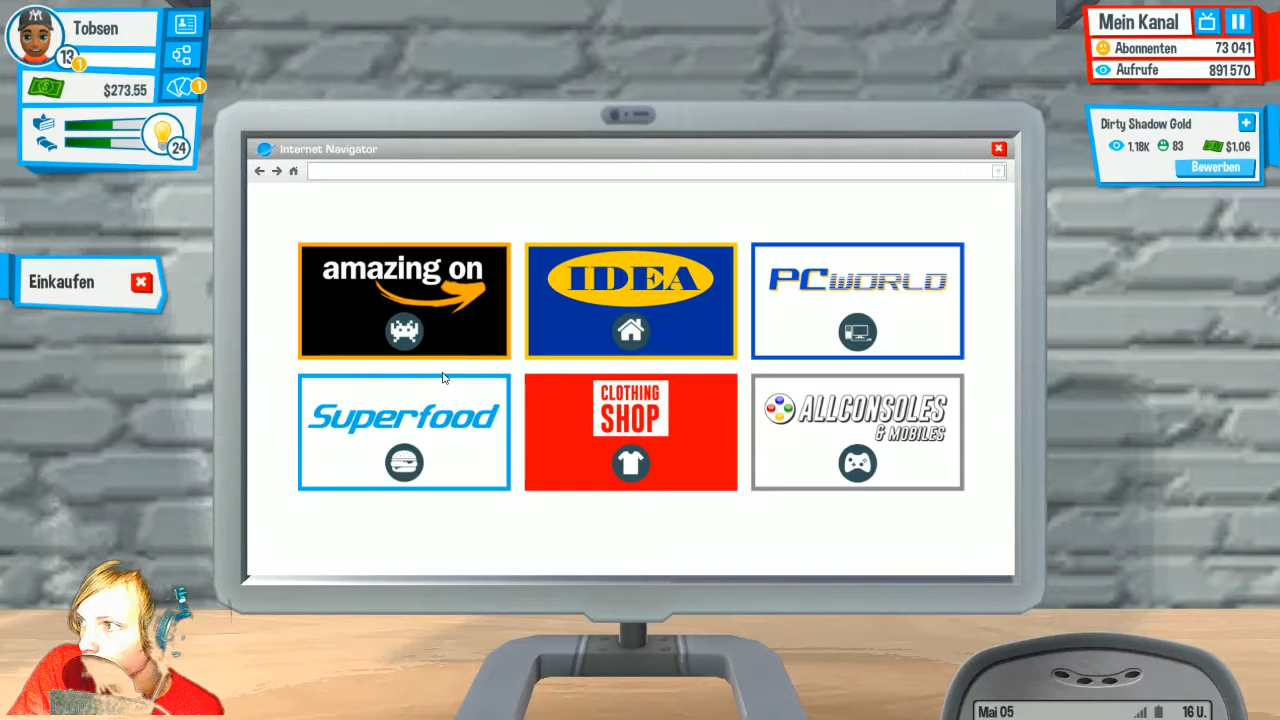 Tobsen
13
1
$273.55
1
24
Mein Kanal
Abonnenten 73 041
Aufrufe 891 570
Dirty Shadow Gold
1.18K 83 $1.06
Bewerben
Internet Navigator
Einkaufen
amazing on
IDEA
PCWORLD
Superfood
CLOTHING
SHOP
ALLCONSOLES
& MOBILES
Mai 05 16 U.